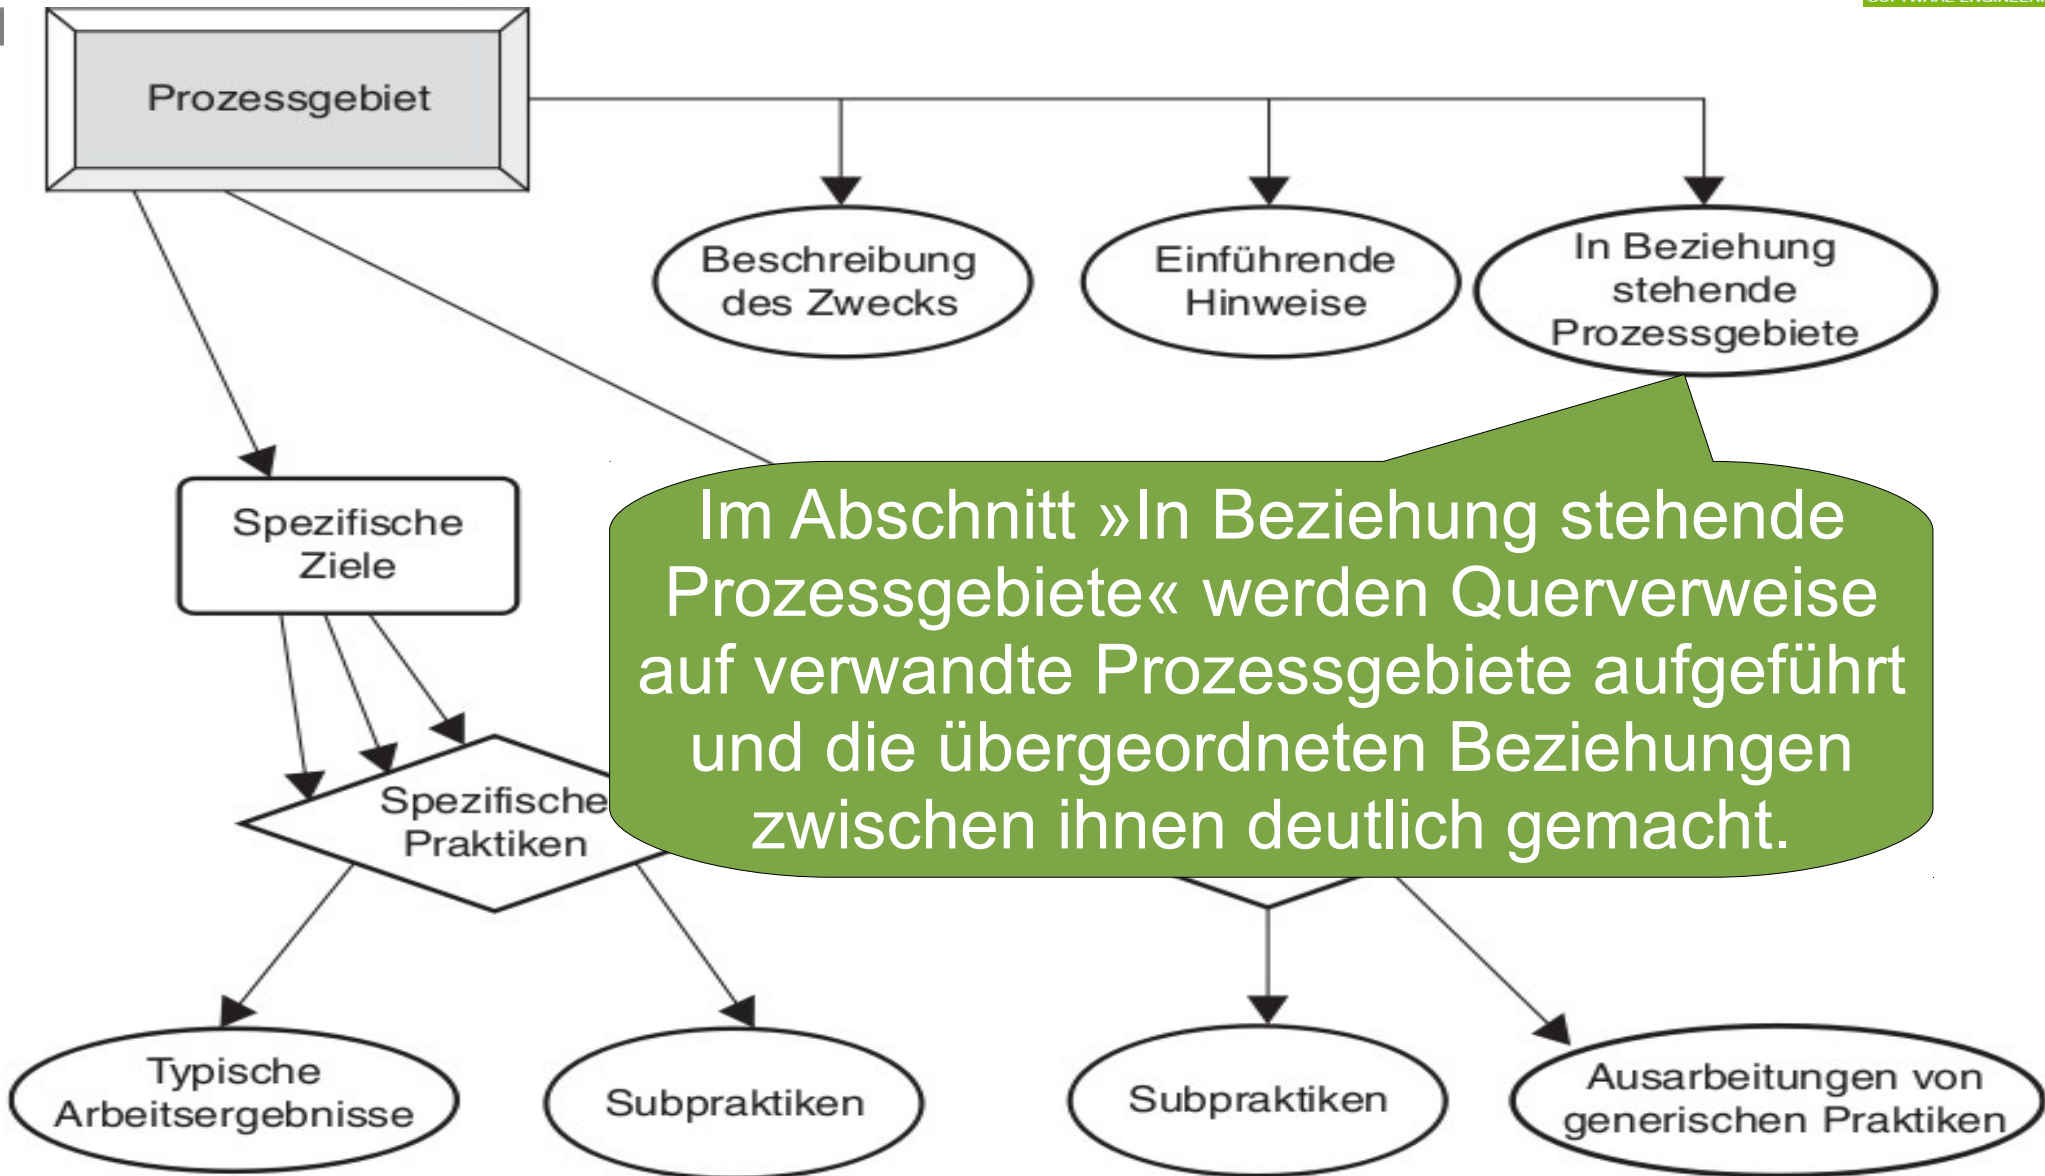 Prozessgebiet
Beschreibung
des Zwecks
Einführende
Hinweise
In Beziehung
stehende
Prozessgebiete
Spezifische
Ziele
Im Abschnitt »In Beziehung stehende
Prozessgebiete« werden Querverweise
auf verwandte Prozessgebiete aufgeführt
und die übergeordneten Beziehungen
zwischen ihnen deutlich gemacht.
Spezifische
Praktiken
Typische
Arbeitsergebnisse
Subpraktiken
Subpraktiken
Ausarbeitungen von
generischen Praktiken